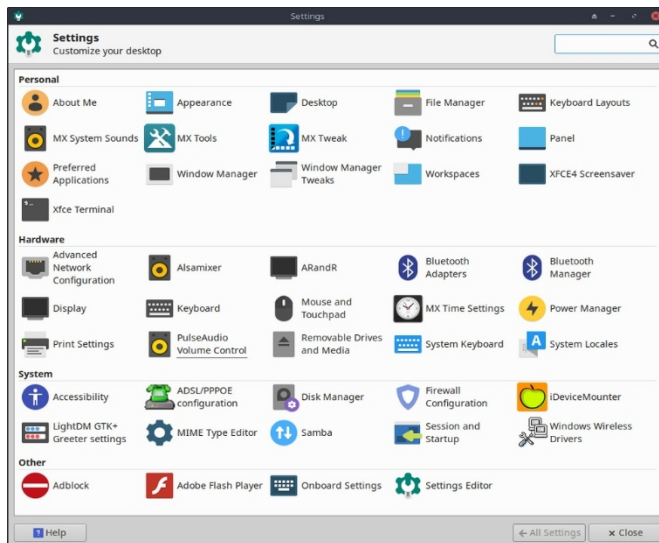 Settings
Settings
Customize your desktop
Personal
About Me
Appearance
Desktop
File Manager
Keyboard Layouts
MX System Sounds
MX Tools
MX Tweak
Notifications
Panel
Preferred
Applications
Window Manager
Window Manager
Tweaks
Workspaces
XFCE4 Screensaver
Xfce Terminal
Hardware
Advanced
Network
Configuration
Alsamixer
ARandR
Bluetooth
Adapters
Bluetooth
Manager
Display
Keyboard
Mouse and
Touchpad
MX Time Settings
Power Manager
Print Settings
PulseAudio
Volume Control
Removable Drives
and Media
System Keyboard
A
System Locales
System
Accessibility
ADSL/PPPOE
configuration
Disk Manager
Firewall
Configuration
iDeviceMounter
LightDM GTK+
Greeter settings
MIME Type Editor
Samba
Session and
Startup
Windows Wireless
Drivers
Other
Adblock
Adobe Flash Player
Onboard Settings
Settings Editor
? Help
← All Settings
× Close